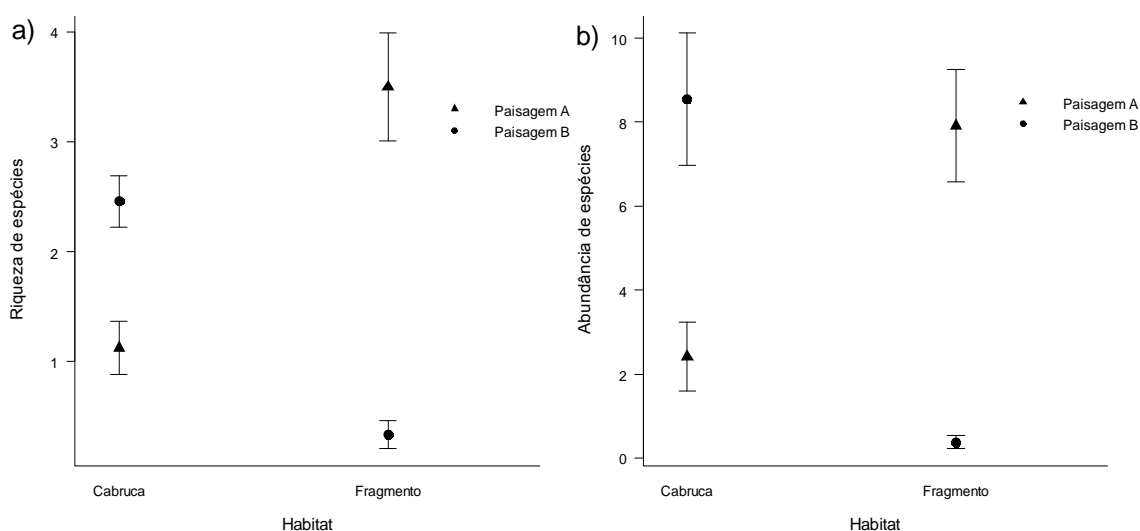 a)
Riqueza de espécies
4
3
2
1
Paisagem A
Paisagem B
Cabruca
Fragmento
Habitat
b)
Abundância de espécies
10
8
6
4
2
0
Paisagem A
Paisagem B
Cabruca
Fragmento
Habitat